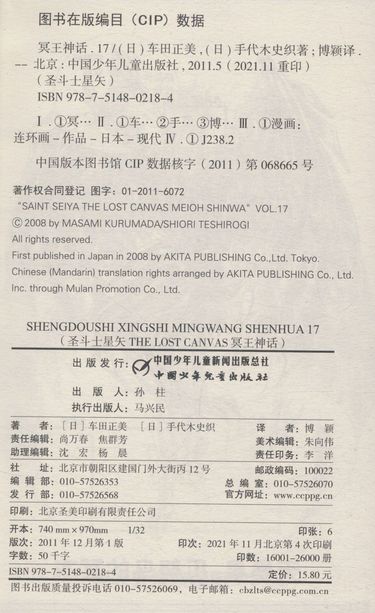 图书在版编目（CIP）数据
冥王神话.17/（日）车田正美，（日）手代木史织著；博颖译.
-- 北京：中国少年儿童出版社，2011.5（2021.11重印）
（圣斗士星矢）
ISBN 978-7-5148-0218-4
Ⅰ.①冥… Ⅱ.①车…②手…③博… Ⅲ.①漫画：
连环画-作品-日本-现代 Ⅳ.①J238.2
中国版本图书馆CIP数据核字（2011）第068665号
著作权合同登记 图字：01-2011-6072
"SAINT SEIYA THE LOST CANVAS MEIOH SHINWA" VOL.17
©2008 by MASAMI KURUMADA/SHIORI TESHIROGI
All rights reserved.
First published in Japan in 2008 by AKITA PUBLISHING Co.,Ltd. Tokyo.
Chinese (Mandarin) translation rights arranged by AKITA PUBLISHING Co., Ltd.
Inc. through Mulan Promotion Co., Ltd.
SHENGDOUSHI XINGSHI MINGWANG SHENHUA 17
（圣斗士星矢 THE LOST CANVAS 冥王神话）
出版发行：中国少年儿童新闻出版总社
中国少年儿童出版社
出版人：孙 柱
执行出版人：马兴民
著 者：［日］车田正美 ［日］手代木史织 译 者：博 颖
责任编辑：尚万春 焦群芳 美术编辑：朱向伟
助理编辑：沈 宏 杨 晨 责任印务：李 洋
社 址：北京市朝阳区建国门外大街丙12号 邮政编码：100022
编辑部：010-57526353 总编室：010-57526070
发行部：010-57526568 官方网址：www.ccppg.cn
印刷：北京圣美印刷有限责任公司
开本：740 mm×970mm 1/32 印张：6
版次：2011年12月第1版 印次：2021年11月北京第4次印刷
字数：50千字 印数：16001-26000册
ISBN 978-7-5148-0218-4 定价：15.80元
图书出版质量投诉电话010-57526069，电子邮箱：cbzlts@ccppg.com.cn